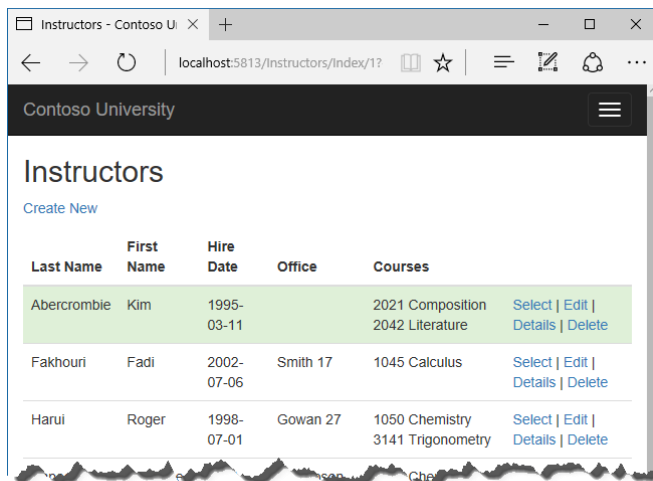 Instructors - Contoso U
localhost:5813/Instructors/Index/1?
Contoso University
Instructors
Create New
Last Name First Name Hire Date Office Courses
Abercrombie Kim 1995-03-11 2021 Composition Select | Edit |
2042 Literature Details | Delete
Fakhouri Fadi 2002-07-06 Smith 17 1045 Calculus Select | Edit |
Details | Delete
Harui Roger 1998-07-01 Gowan 27 1050 Chemistry Select | Edit |
3141 Trigonometry Details | Delete